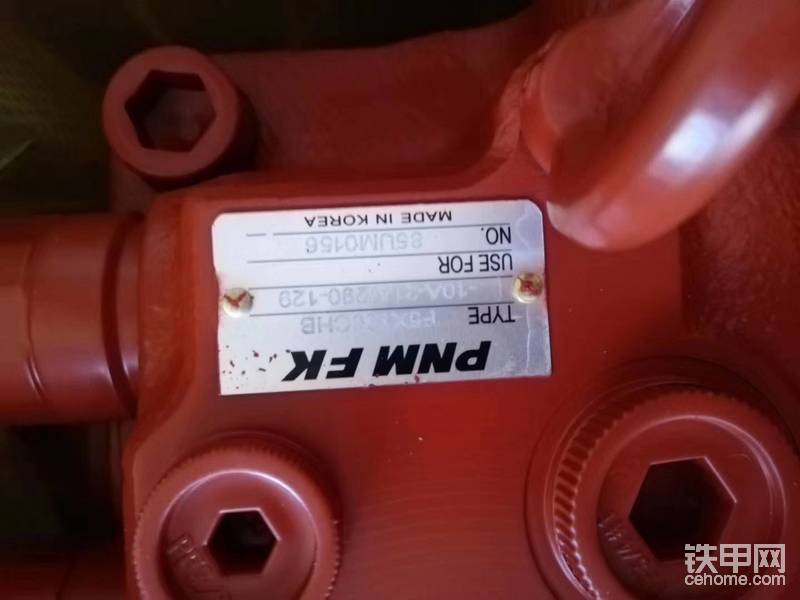 PNM FK
TYPE
USE FOR
NO. 85UM0156
MADE IN KOREA
铁甲网
cehome.com